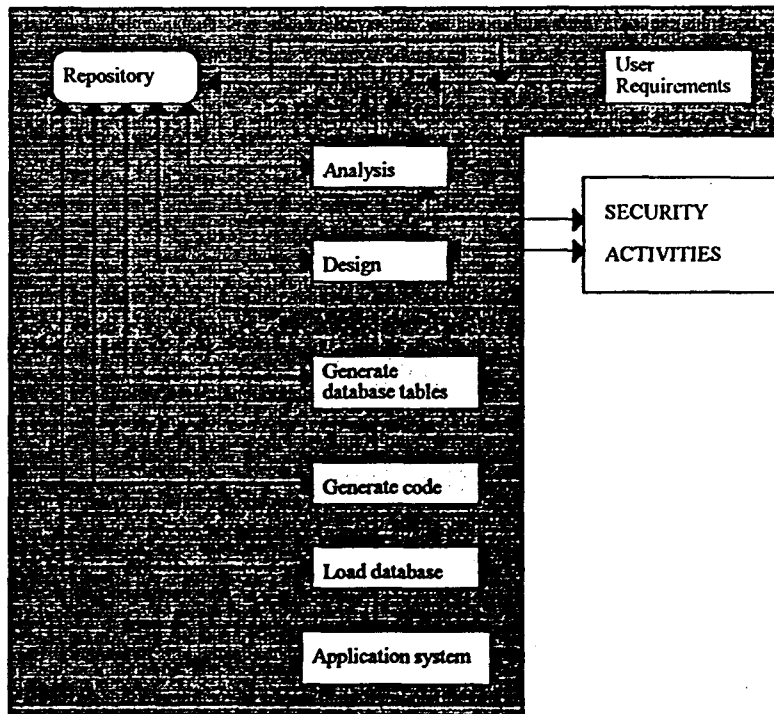 Repository
User
Requirements
Analysis
SECURITY
ACTIVITIES
Design
Generate
database tables
Generate code
Load database
Application system